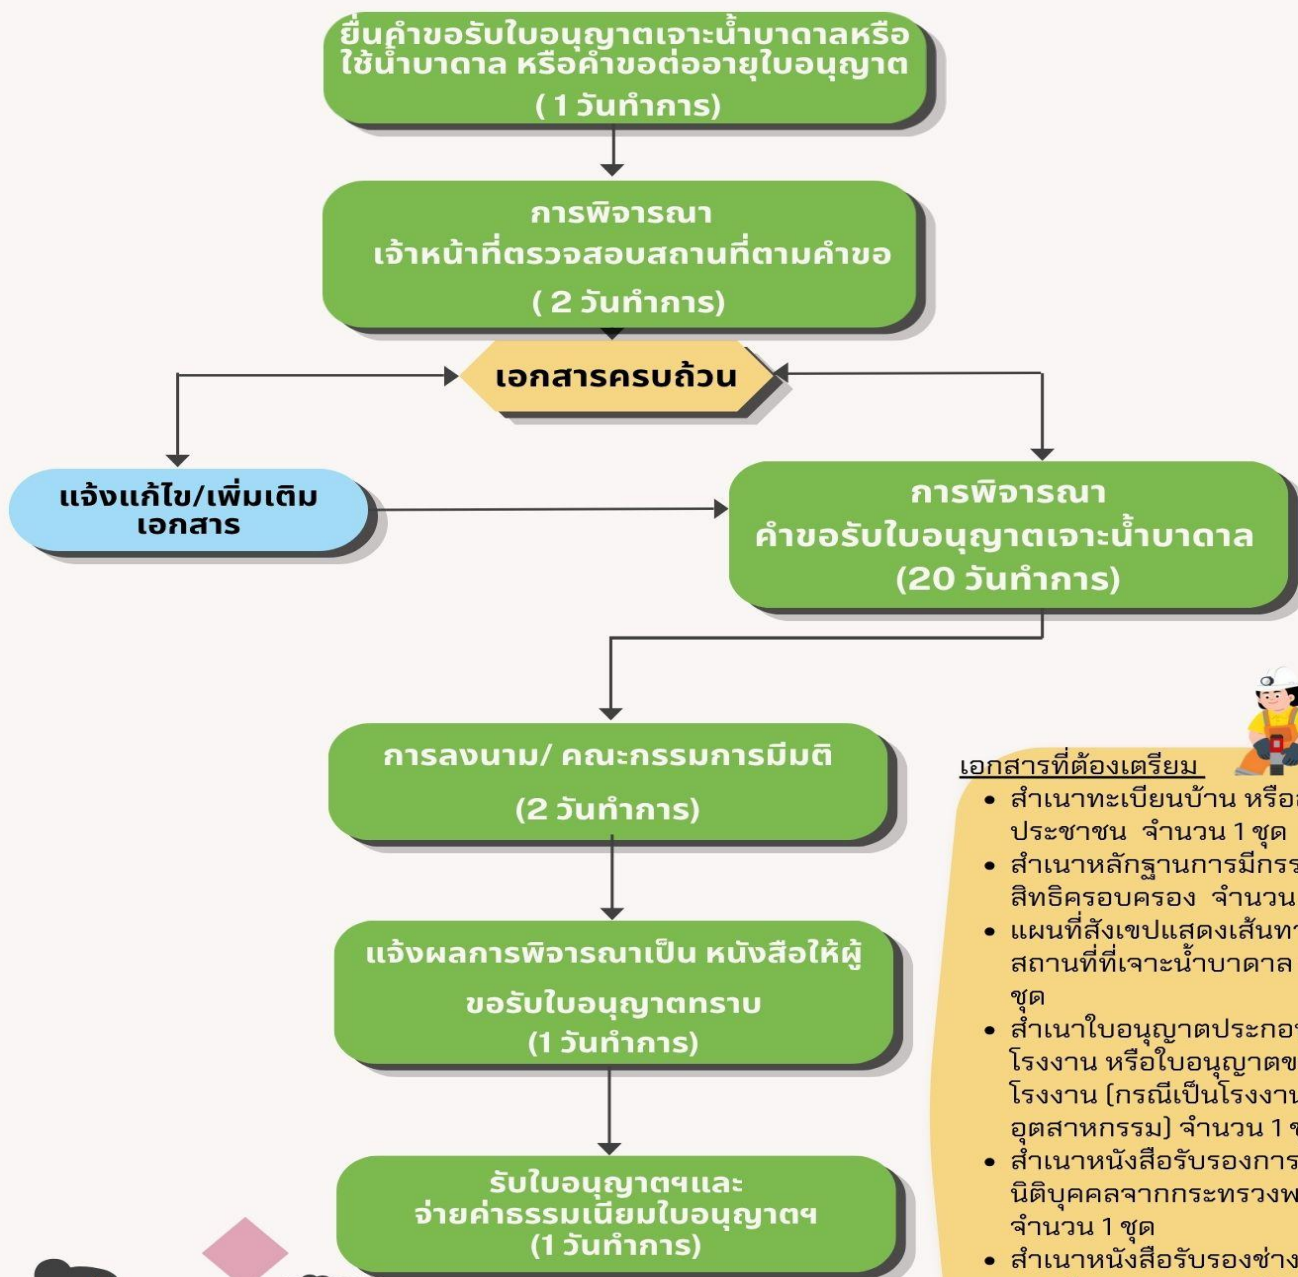 ยื่นคำขอรับใบอนุญาตเจาะน้ำบาดาลหรือ
ใช้น้ำบาดาล หรือคำขอต่ออายุใบอนุญาต
( 1 วันทำการ)
การพิจารณา
เจ้าหน้าที่ตรวจสอบสถานที่ตามคำขอ
( 2 วันทำการ)
เอกสารครบถ้วน
แจ้งแก้ไข/เพิ่มเติม
เอกสาร
การพิจารณา
คำขอรับใบอนุญาตเจาะน้ำบาดาล
(20 วันทำการ)
การลงนาม/ คณะกรรมการมีมติ
(2 วันทำการ)
แจ้งผลการพิจารณาเป็น หนังสือให้ผู้
ขอรับใบอนุญาตทราบ
(1 วันทำการ)
รับใบอนุญาตฯและ
จ่ายค่าธรรมเนียมใบอนุญาตฯ
(1 วันทำการ)
เอกสารที่ต้องเตรียม
• สำเนาทะเบียนบ้าน หรือ
ประชาชน จำนวน 1 ชุด
• สำเนาหลักฐานการมี
สิทธิครอบครอง จำนวน
• แผนที่สังเขปแสดง
สถานที่ที่เจาะน้ำบาดาล
ชุด
• สำเนาใบอนุญาต
โรงงาน หรือใบอนุญาต
โรงงาน (กรณีเป็นโรงงาน
อุตสาหกรรม) จำนวน 1
• สำเนาหนังสือรับรองการ
นิติบุคคลจากกระทรวง
จำนวน 1 ชุด
• สำเนาหนังสือรับรองช่าง